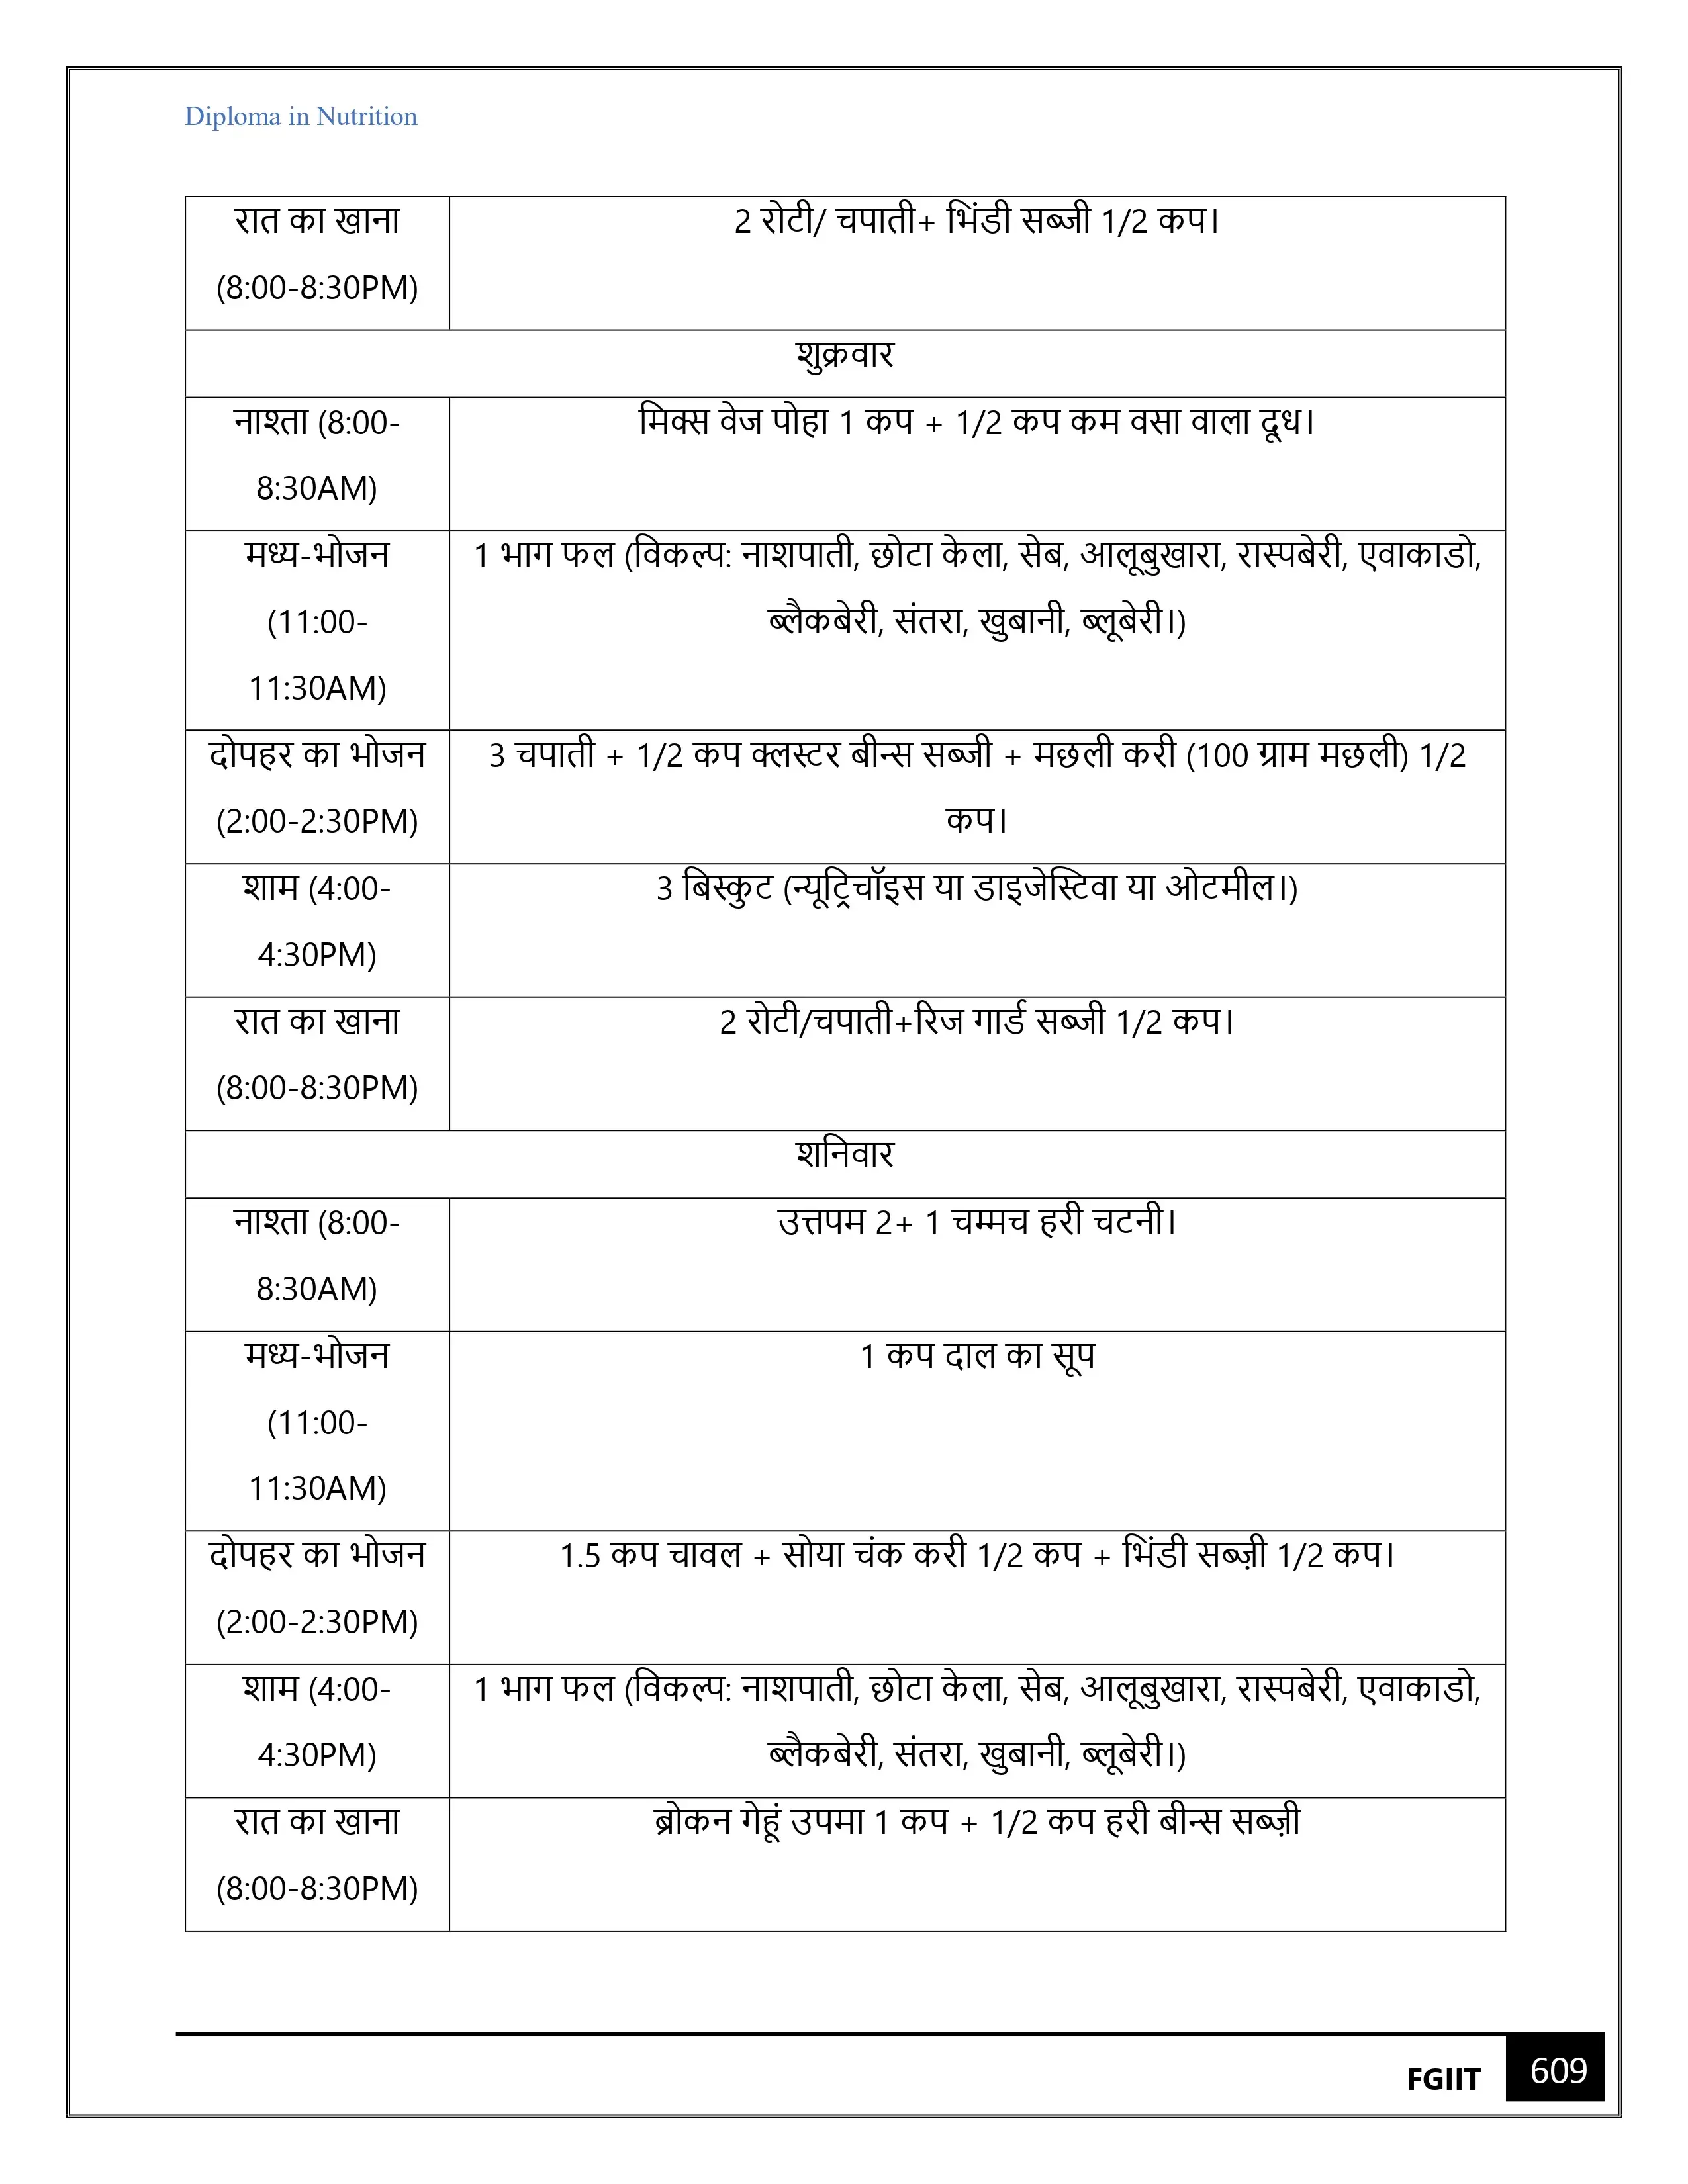 Diploma in Nutrition
रात का खाना
(8:00-8:30PM)
2 रोटी/ चपाती+ भिंडी सब्जी 1/2 कप।
शुक्रवार
नाश्ता (8:00-
8:30AM)
मिक्स वेज पोहा 1 कप + 1/2 कप कम वसा वाला दूध।
मध्य-भोजन
(11:00-
11:30AM)
1 भाग फल (विकल्प: नाशपाती, छोटा केला, सेब, आलूबुखारा, रास्पबेरी, एवाकाडो,
ब्लैकबेरी, संतरा, खुबानी, ब्लूबेरी।)
दोपहर का भोजन
(2:00-2:30PM)
3 चपाती + 1/2 कप क्लस्टर बीन्स सब्जी + मछली करी (100 ग्राम मछली) 1/2
कप।
शाम (4:00-
4:30PM)
3 बिस्कुट (न्यूट्रिचॉइस या डाइजेस्टिवा या ओटमील।)
रात का खाना
(8:00-8:30PM)
2 रोटी/चपाती+रिज गार्ड सब्जी 1/2 कप।
शनिवार
नाश्ता (8:00-
8:30AM)
उत्तपम 2+ 1 चम्मच हरी चटनी।
मध्य-भोजन
(11:00-
11:30AM)
1 कप दाल का सूप
दोपहर का भोजन
(2:00-2:30PM)
1.5 कप चावल + सोया चंक करी 1/2 कप + भिंडी सब्ज़ी 1/2 कप।
शाम (4:00-
4:30PM)
1 भाग फल (विकल्प: नाशपाती, छोटा केला, सेब, आलूबुखारा, रास्पबेरी, एवाकाडो,
ब्लैकबेरी, संतरा, खुबानी, ब्लूबेरी।)
रात का खाना
(8:00-8:30PM)
ब्रोकन गेहूं उपमा 1 कप + 1/2 कप हरी बीन्स सब्ज़ी
FGIIT 609